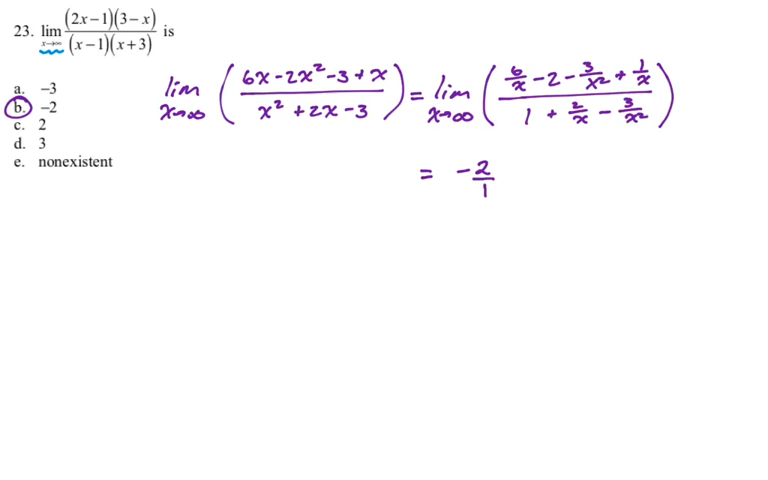 23. lim x→∞ (2x−1)(3−x) / (x−1)(x+3) is
a. −3
b. −2
c. 2
d. 3
e. nonexistent
lim x→∞ ( 6x−2x²−3+x / x²+2x−3 ) = lim x→∞ ( 6/x −2 − 3/x² + 1/x / 1 + 2/x − 3/x² )
= −2/1